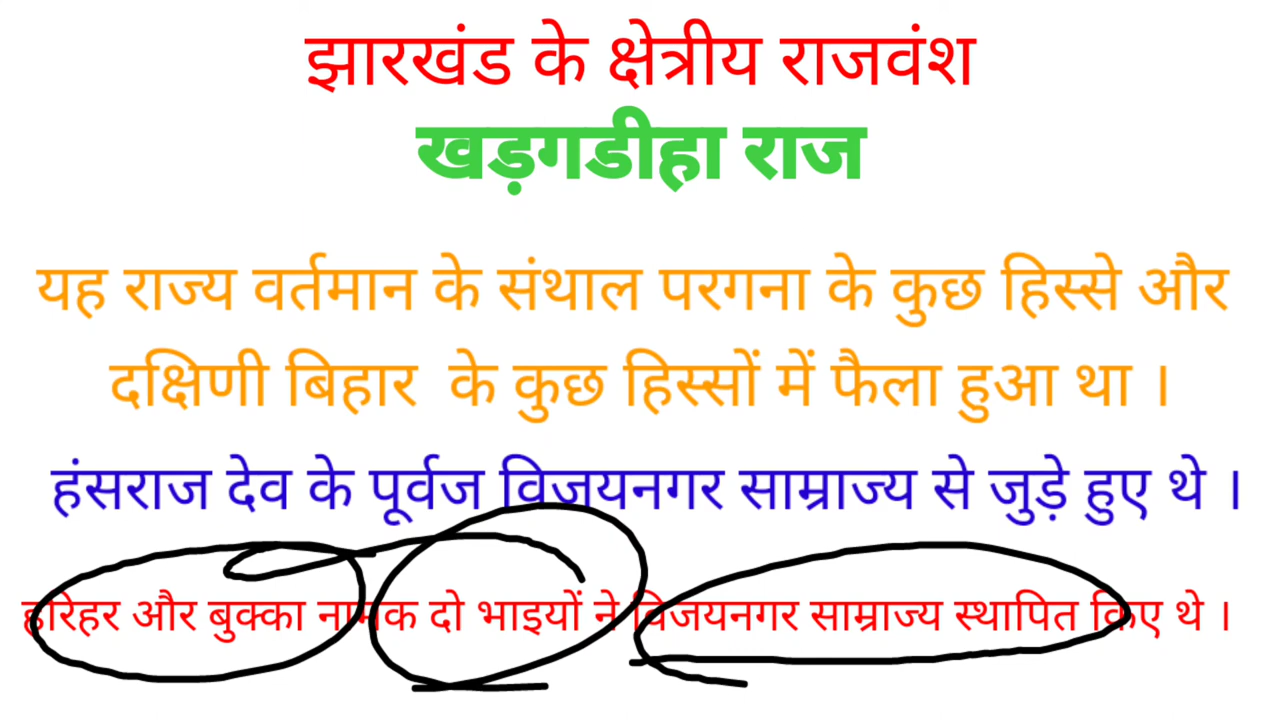 झारखंड के क्षेत्रीय राजवंश
खड़गडीहा राज
यह राज्य वर्तमान के संथाल परगना के कुछ हिस्से और
दक्षिणी बिहार के कुछ हिस्सों में फैला हुआ था ।
हंसराज देव के पूर्वज विजयनगर साम्राज्य से जुड़े हुए थे ।
हरिहर और बुक्का नामक दो भाइयों ने विजयनगर साम्राज्य स्थापित किए थे ।